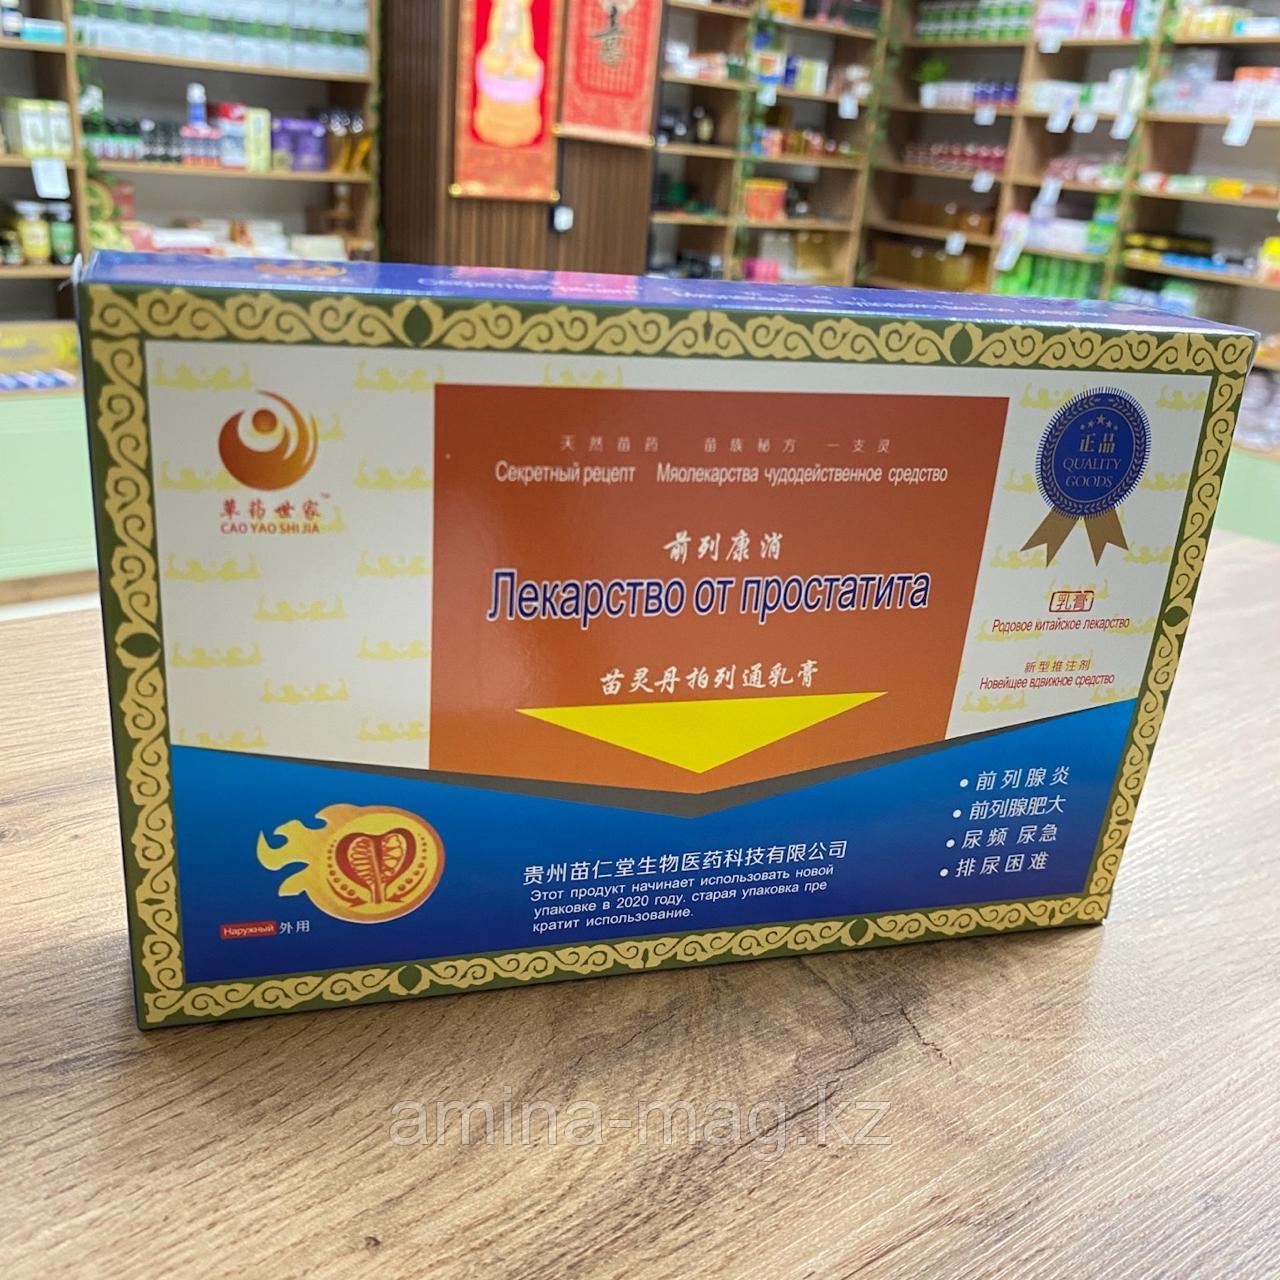 天然苗药 苗族秘方 一支灵
Секретный рецепт Мяолекарства чудодейственное средство
草药世家™
CAO YAO SHI JIA
正品
QUALITY
GOODS
前列康消
Лекарство от простатита
苗灵丹拍列通乳膏
乳膏
Родовое китайское лекарство
新型推注剂
Новейщее вдвижное средство
• 前列腺炎
• 前列腺肥大
• 尿频 尿急
• 排尿困难
贵州苗仁堂生物医药科技有限公司
Этот продукт начинает использовать новой
упаковке в 2020 году. старая упаковка пре
кратит использование.
Наружный 外用
amina-mag.kz